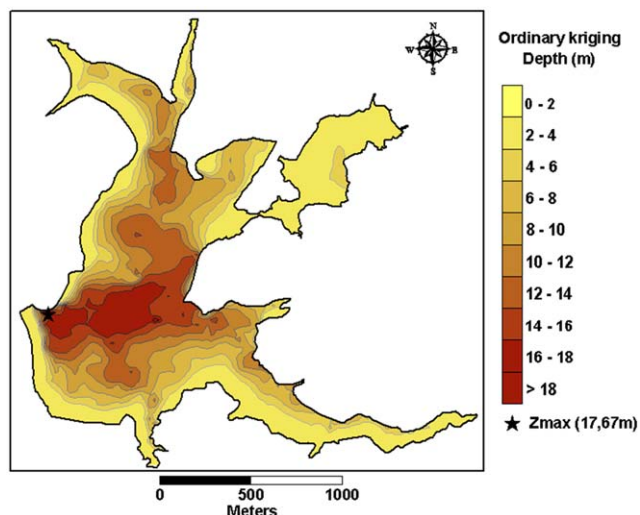 N
W E
S
Ordinary kriging
Depth (m)
0 - 2
2 - 4
4 - 6
6 - 8
8 - 10
10 - 12
12 - 14
14 - 16
16 - 18
> 18
★ Zmax (17,67m)
0 500 1000
Meters